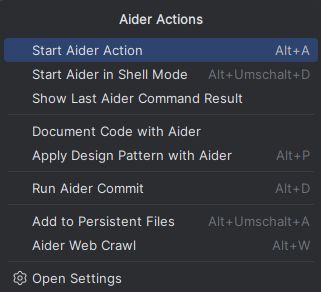 Aider Actions
Start Aider Action Alt+A
Start Aider in Shell Mode Alt+Umschalt+D
Show Last Aider Command Result
Document Code with Aider
Apply Design Pattern with Aider Alt+P
Run Aider Commit Alt+D
Add to Persistent Files Alt+Umschalt+A
Aider Web Crawl Alt+W
Open Settings